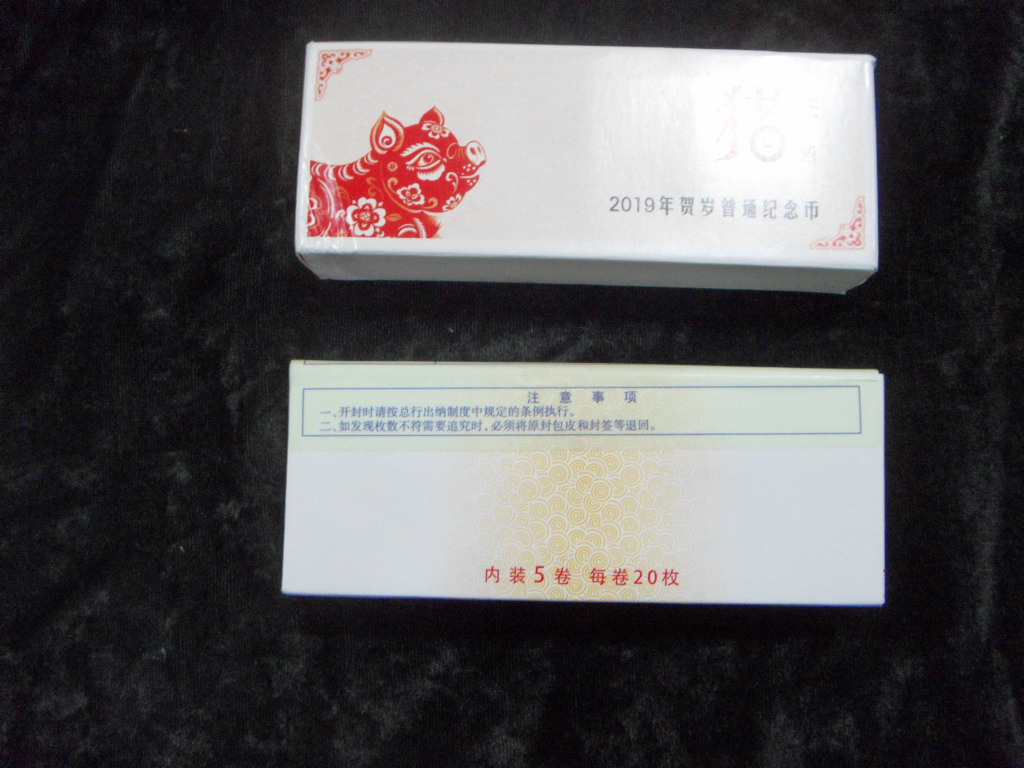 猪
2019年贺岁普通纪念币
注意事项
一、开封时请按总行出纳制度中规定的条例执行。
二、如发现枚数不符需要追究时,必须将原封包皮和封签等退回。
内装5卷 每卷20枚